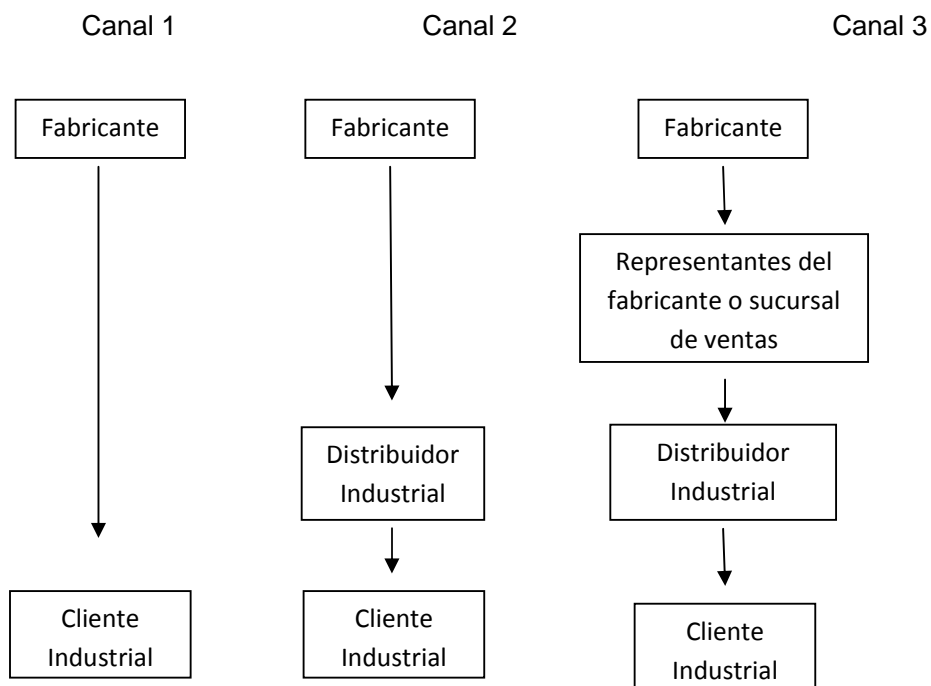 Canal 1
Canal 2
Canal 3
Fabricante
Fabricante
Fabricante
Representantes del
fabricante o sucursal
de ventas
Distribuidor
Industrial
Distribuidor
Industrial
Cliente
Industrial
Cliente
Industrial
Cliente
Industrial